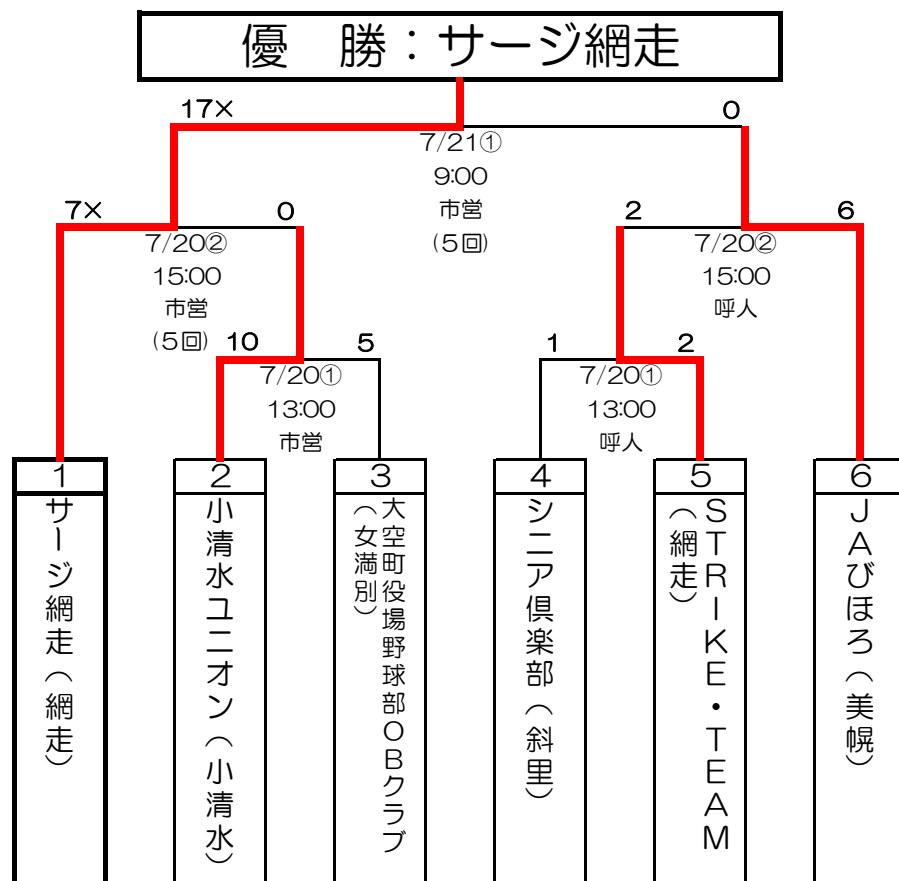 優　勝：サージ網走
17×
0
7/21①
9:00
市営
(5回)
7×
0
2
6
7/20②
15:00
市営
(5回)
7/20②
15:00
呼人
10
5
1
2
7/20①
13:00
市営
7/20①
13:00
呼人
1
2
3
4
5
6
サージ網走（網走）
小清水ユニオン（小清水）
大空町役場野球部OBクラブ
（女満別）
シニア倶楽部（斜里）
STRIKE・TEAM
（網走）
JAびほろ（美幌）